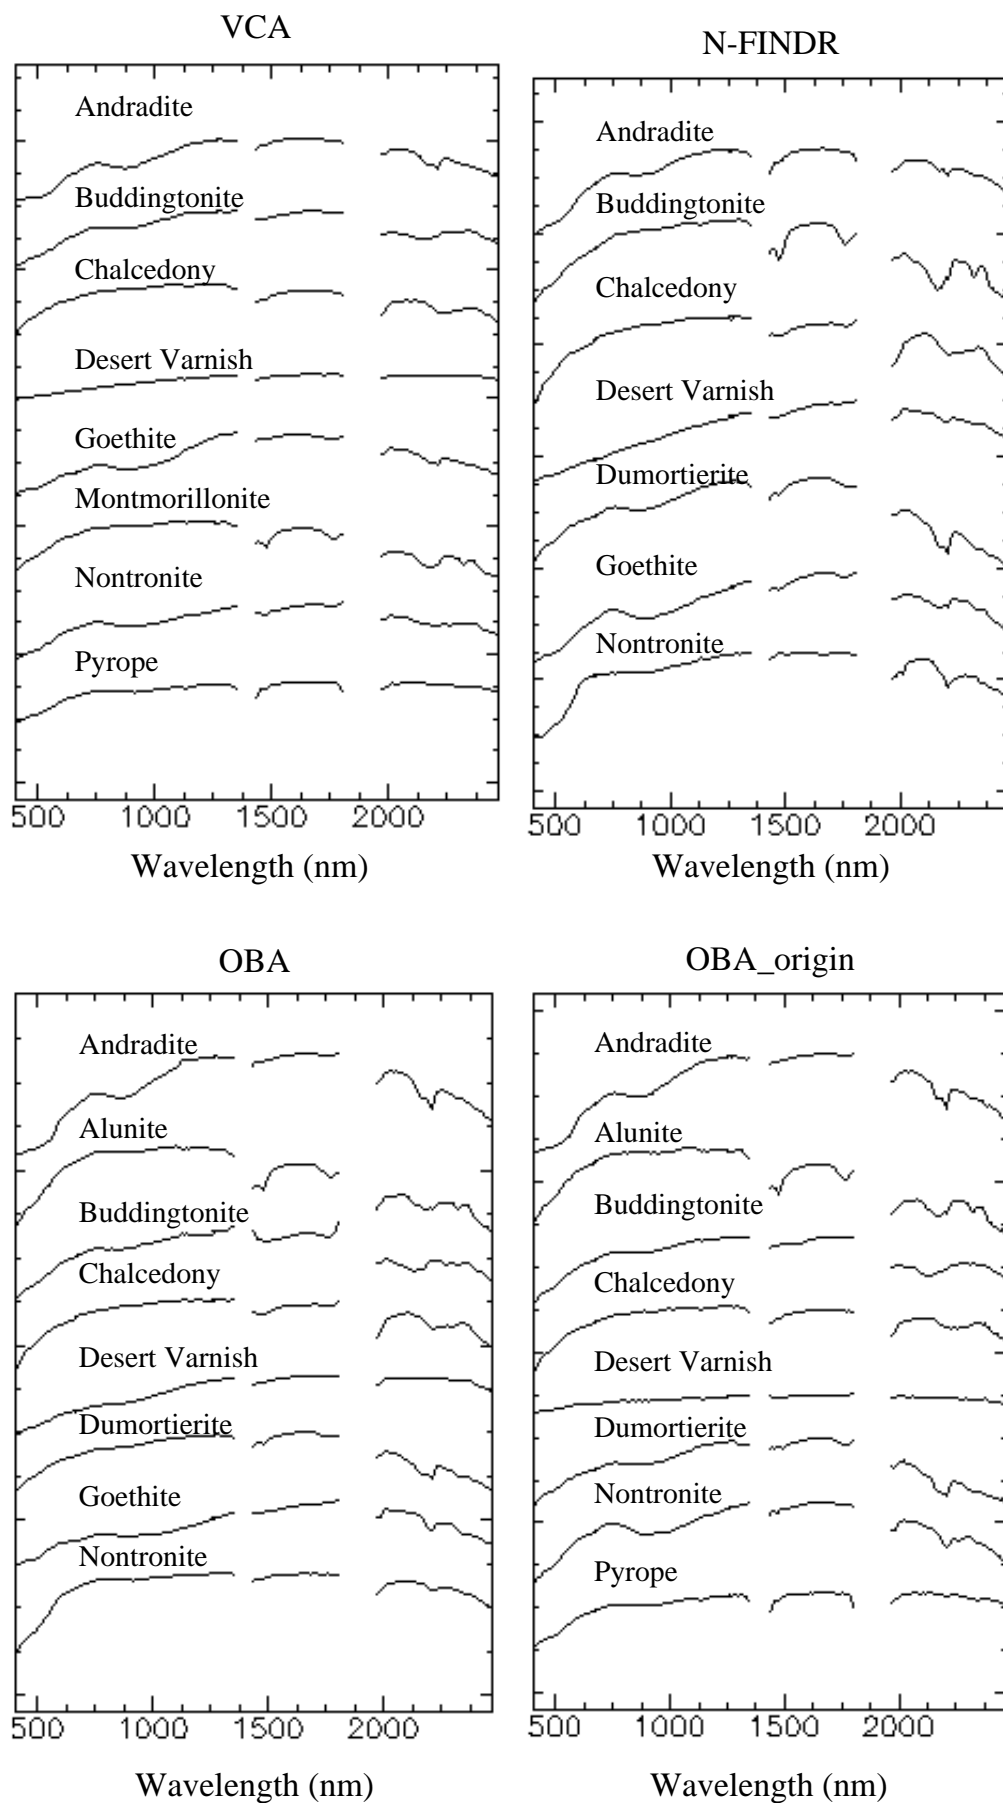 VCA
Andradite
Buddingtonite
Chalcedony
Desert Varnish
Goethite
Montmorillonite
Nontronite
Pyrope
500 1000 1500 2000
Wavelength (nm)
N-FINDR
Andradite
Buddingtonite
Chalcedony
Desert Varnish
Dumortierite
Goethite
Nontronite
500 1000 1500 2000
Wavelength (nm)
OBA
Andradite
Alunite
Buddingtonite
Chalcedony
Desert Varnish
Dumortierite
Goethite
Nontronite
500 1000 1500 2000
Wavelength (nm)
OBA_origin
Andradite
Alunite
Buddingtonite
Chalcedony
Desert Varnish
Dumortierite
Nontronite
Pyrope
500 1000 1500 2000
Wavelength (nm)